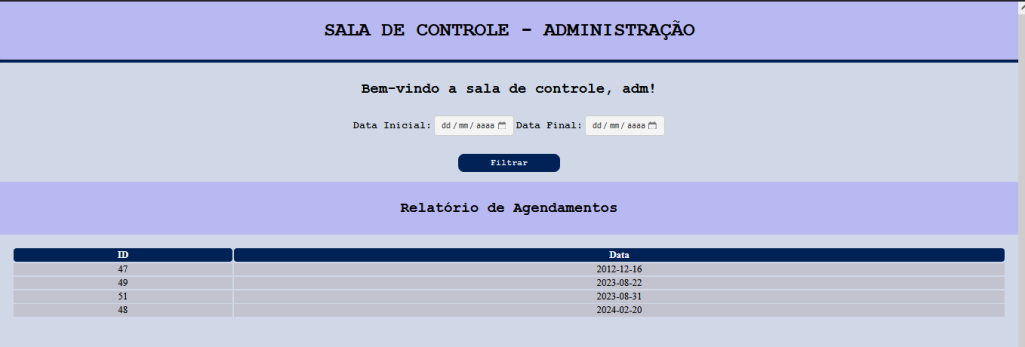 SALA DE CONTROLE - ADMINISTRAÇÃO
Bem-vindo a sala de controle, adm!
Data Inicial: dd/mm/aaaa Data Final: dd/mm/aaaa
Filtrar
Relatório de Agendamentos
ID Data
47 2012-12-16
49 2023-08-22
51 2023-08-31
48 2024-02-20